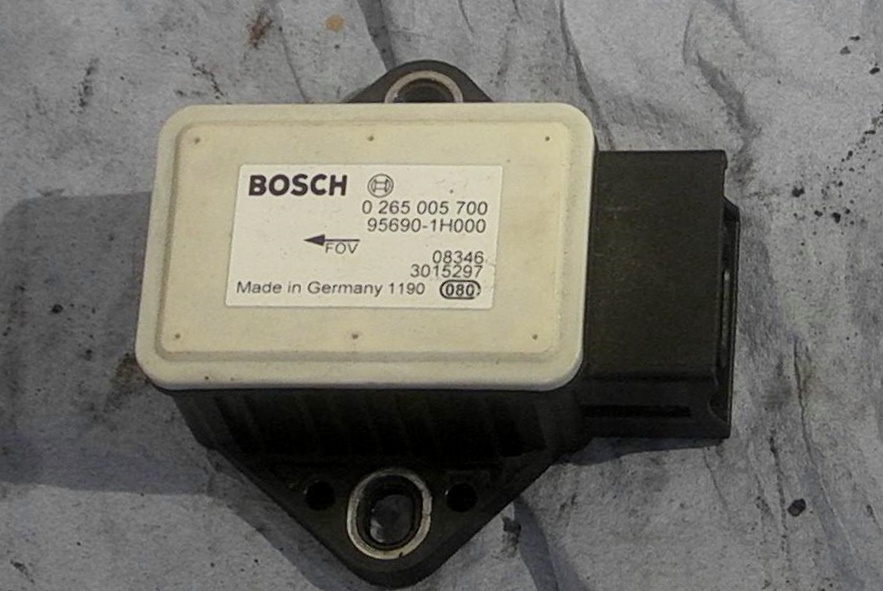 BOSCH
0 265 005 700
95690-1H000
FOV
08346
3015297
Made in Germany 1190 080